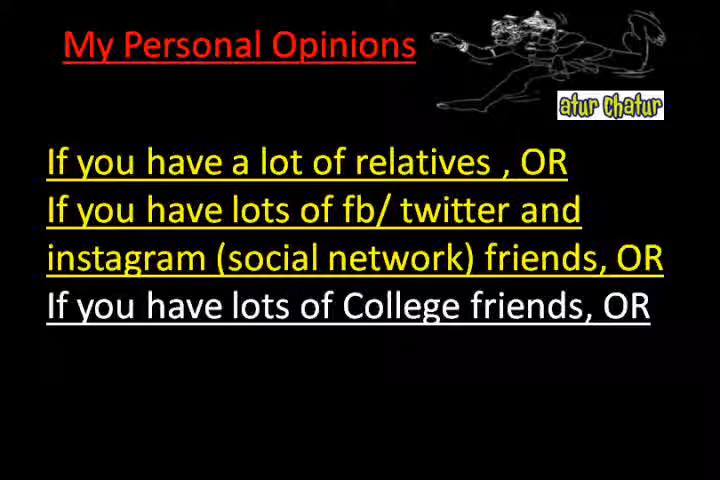 My Personal Opinions
atur chatur
If you have a lot of relatives , OR
If you have lots of fb/ twitter and
instagram (social network) friends, OR
If you have lots of College friends, OR